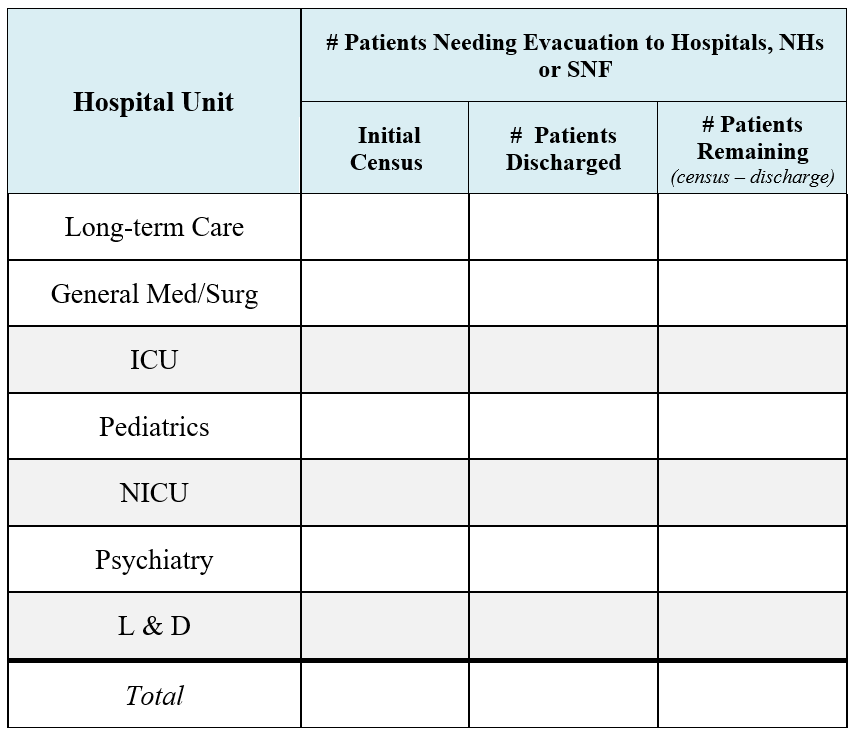 Hospital Unit
# Patients Needing Evacuation to Hospitals, NHs
or SNF
Initial
Census
# Patients
Discharged
# Patients
Remaining
(census – discharge)
Long-term Care
General Med/Surg
ICU
Pediatrics
NICU
Psychiatry
L & D
Total